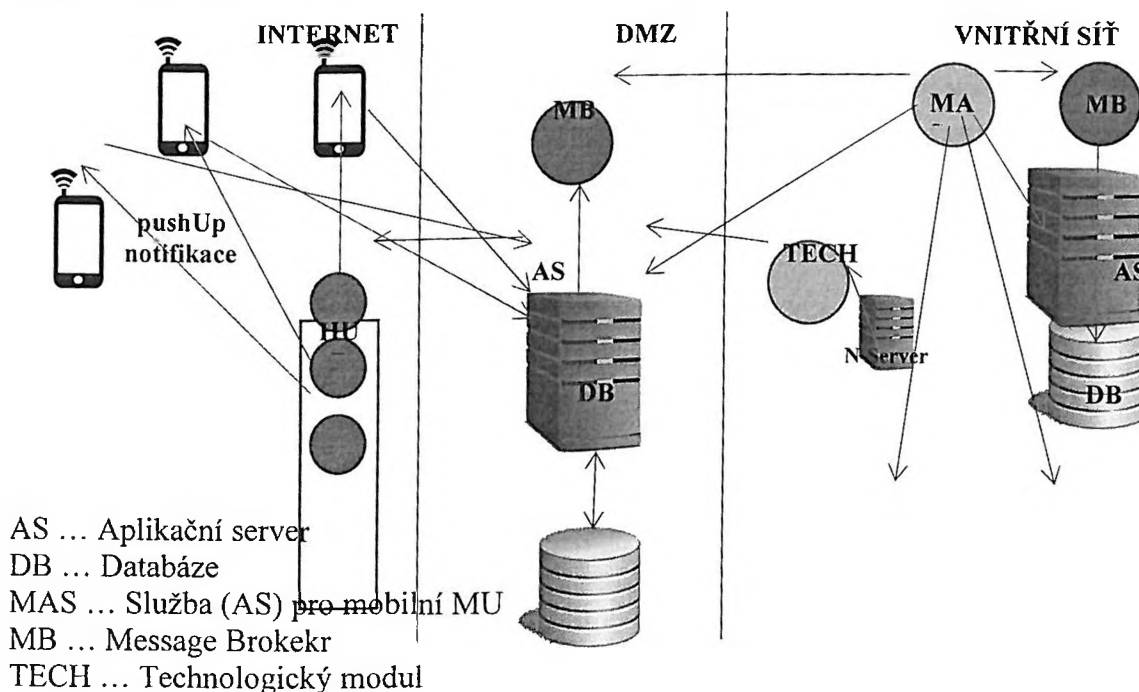 INTERNET
DMZ
VNITŘNÍ SÍŤ
MB
MA
MB
pushUp
notifikace
AS
TECH
AS
HU
N-Server
DB
DB
AS … Aplikační server
DB … Databáze
MAS … Služba (AS) pro mobilní MU
MB … Message Brokekr
TECH … Technologický modul